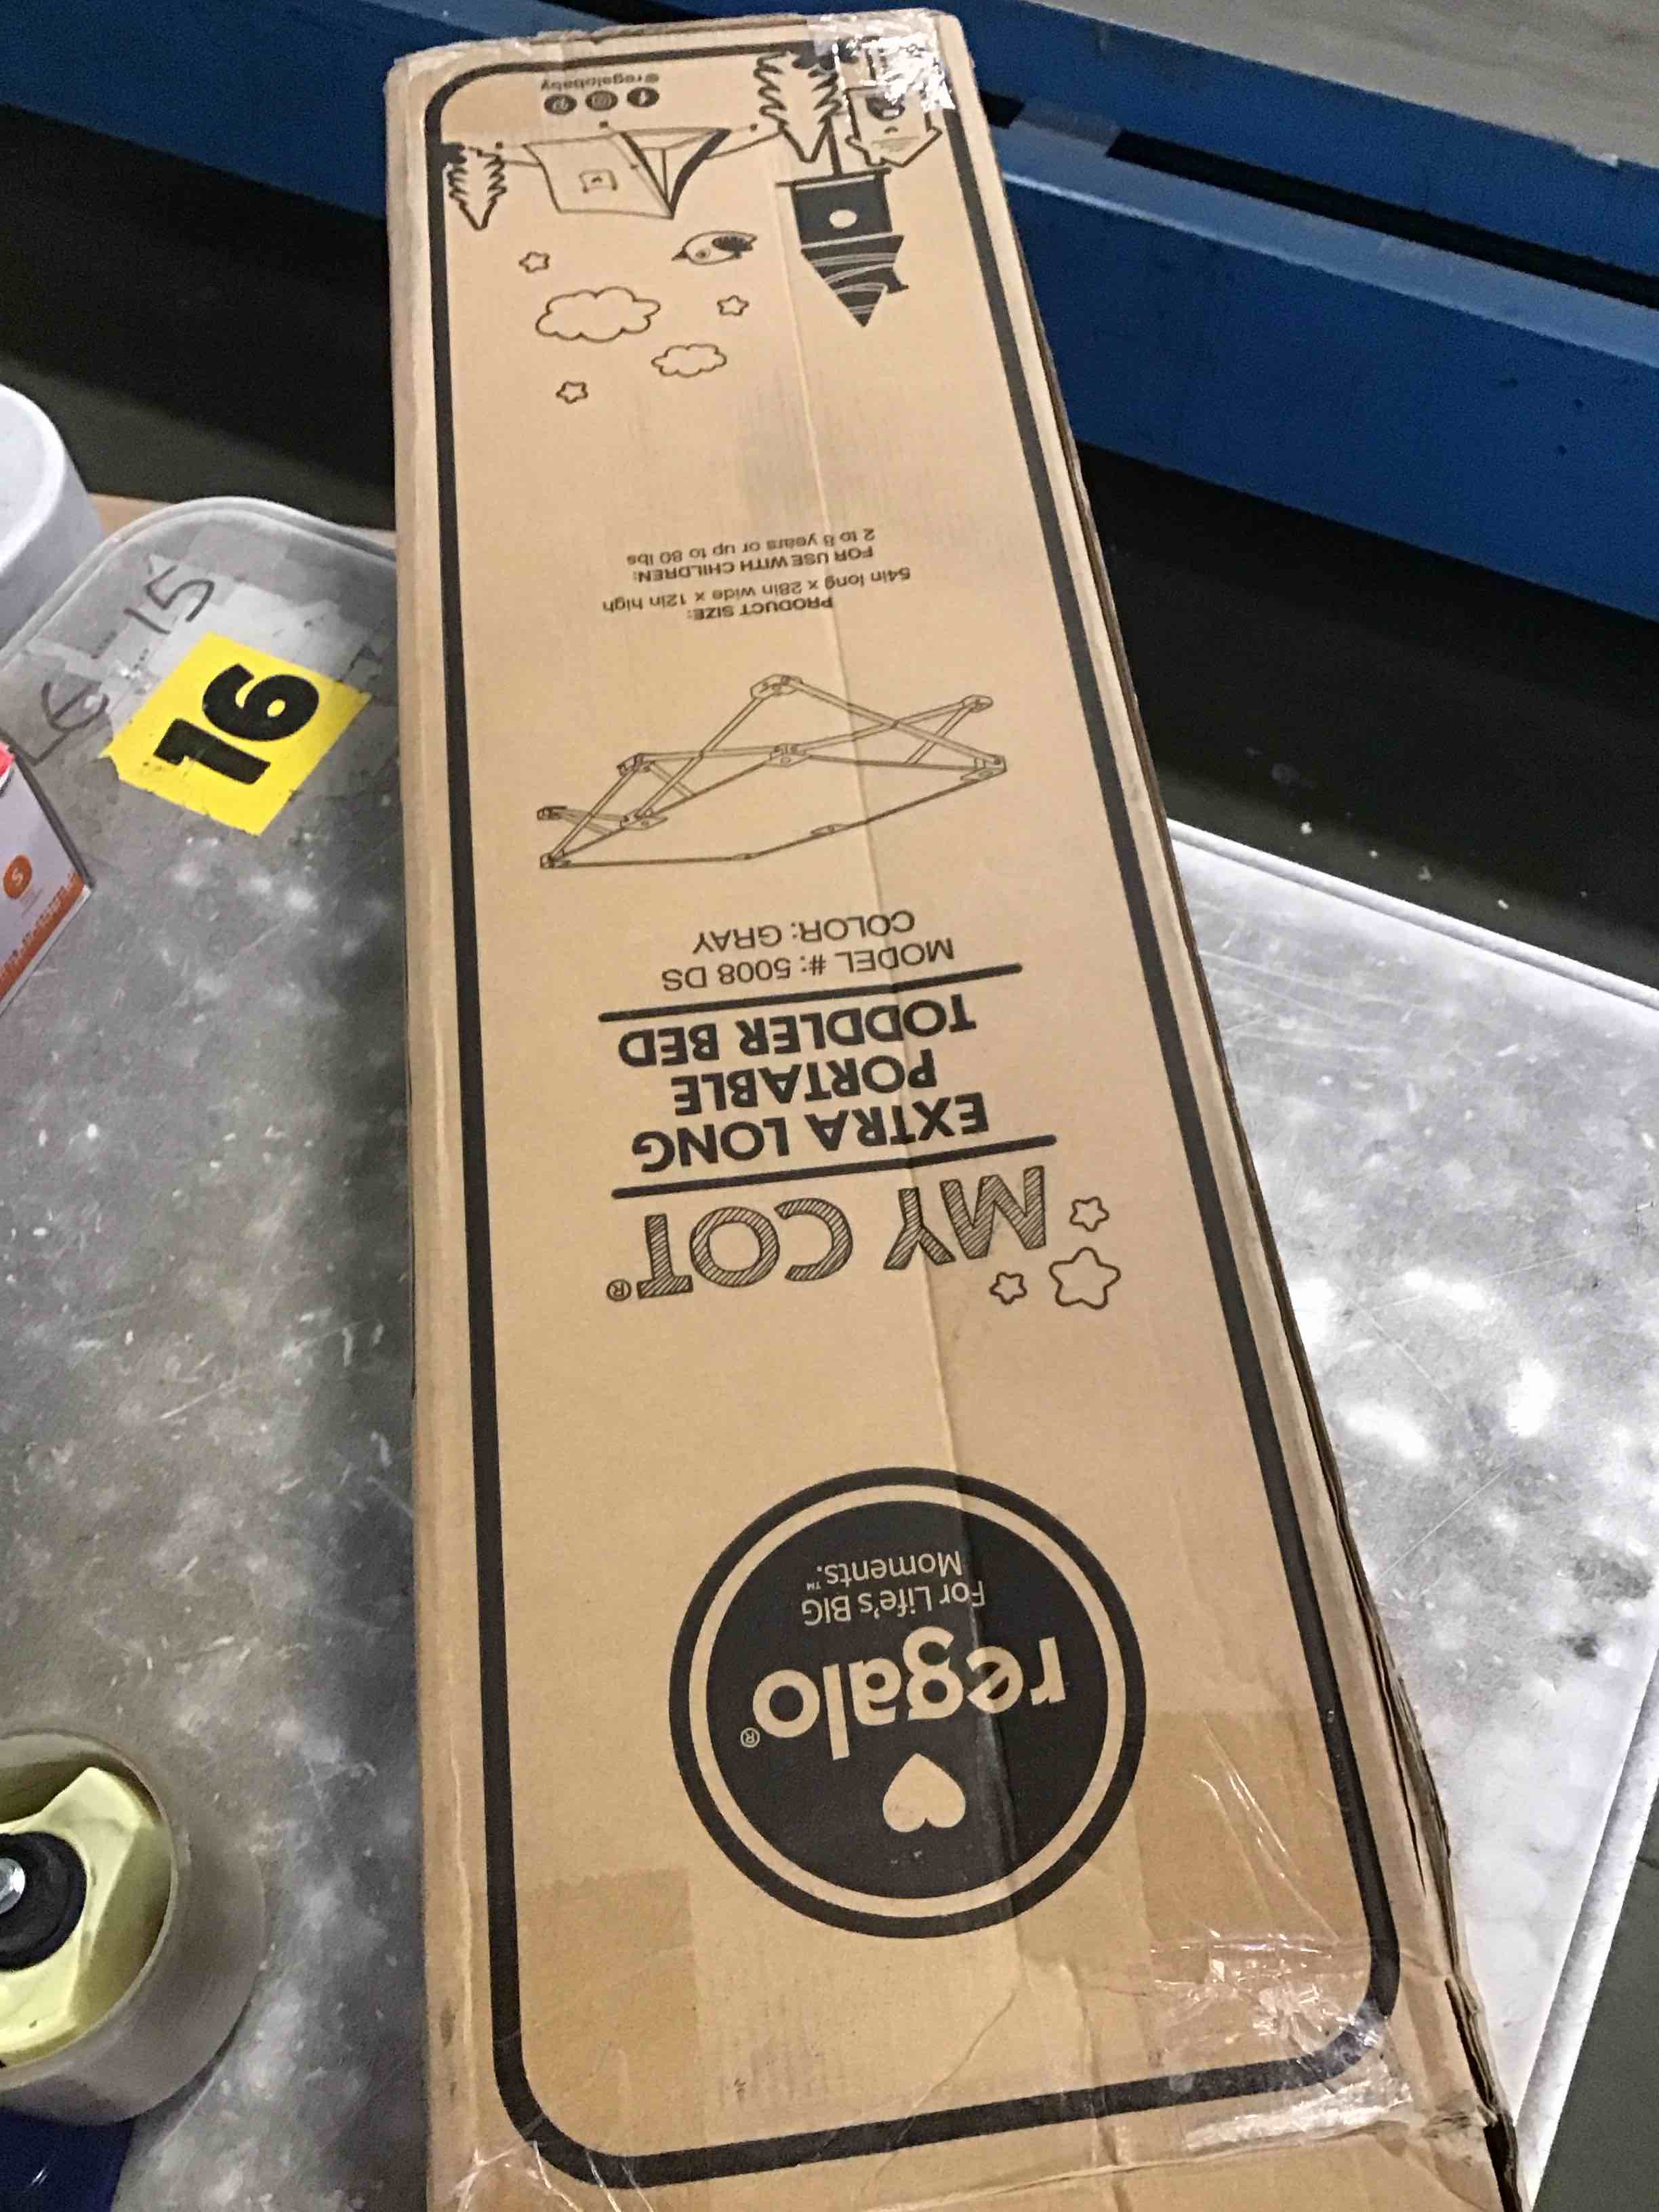 regalo®
For Life's BIG
Moments.™
MY COT®
EXTRA LONG
PORTABLE
TODDLER BED
MODEL #: 5008 DS
COLOR: GRAY
PRODUCT SIZE:
54in long x 28in wide x 12in high
FOR USE WITH CHILDREN:
2 to 8 years or up to 80 lbs
@regalobaby
16
15
S